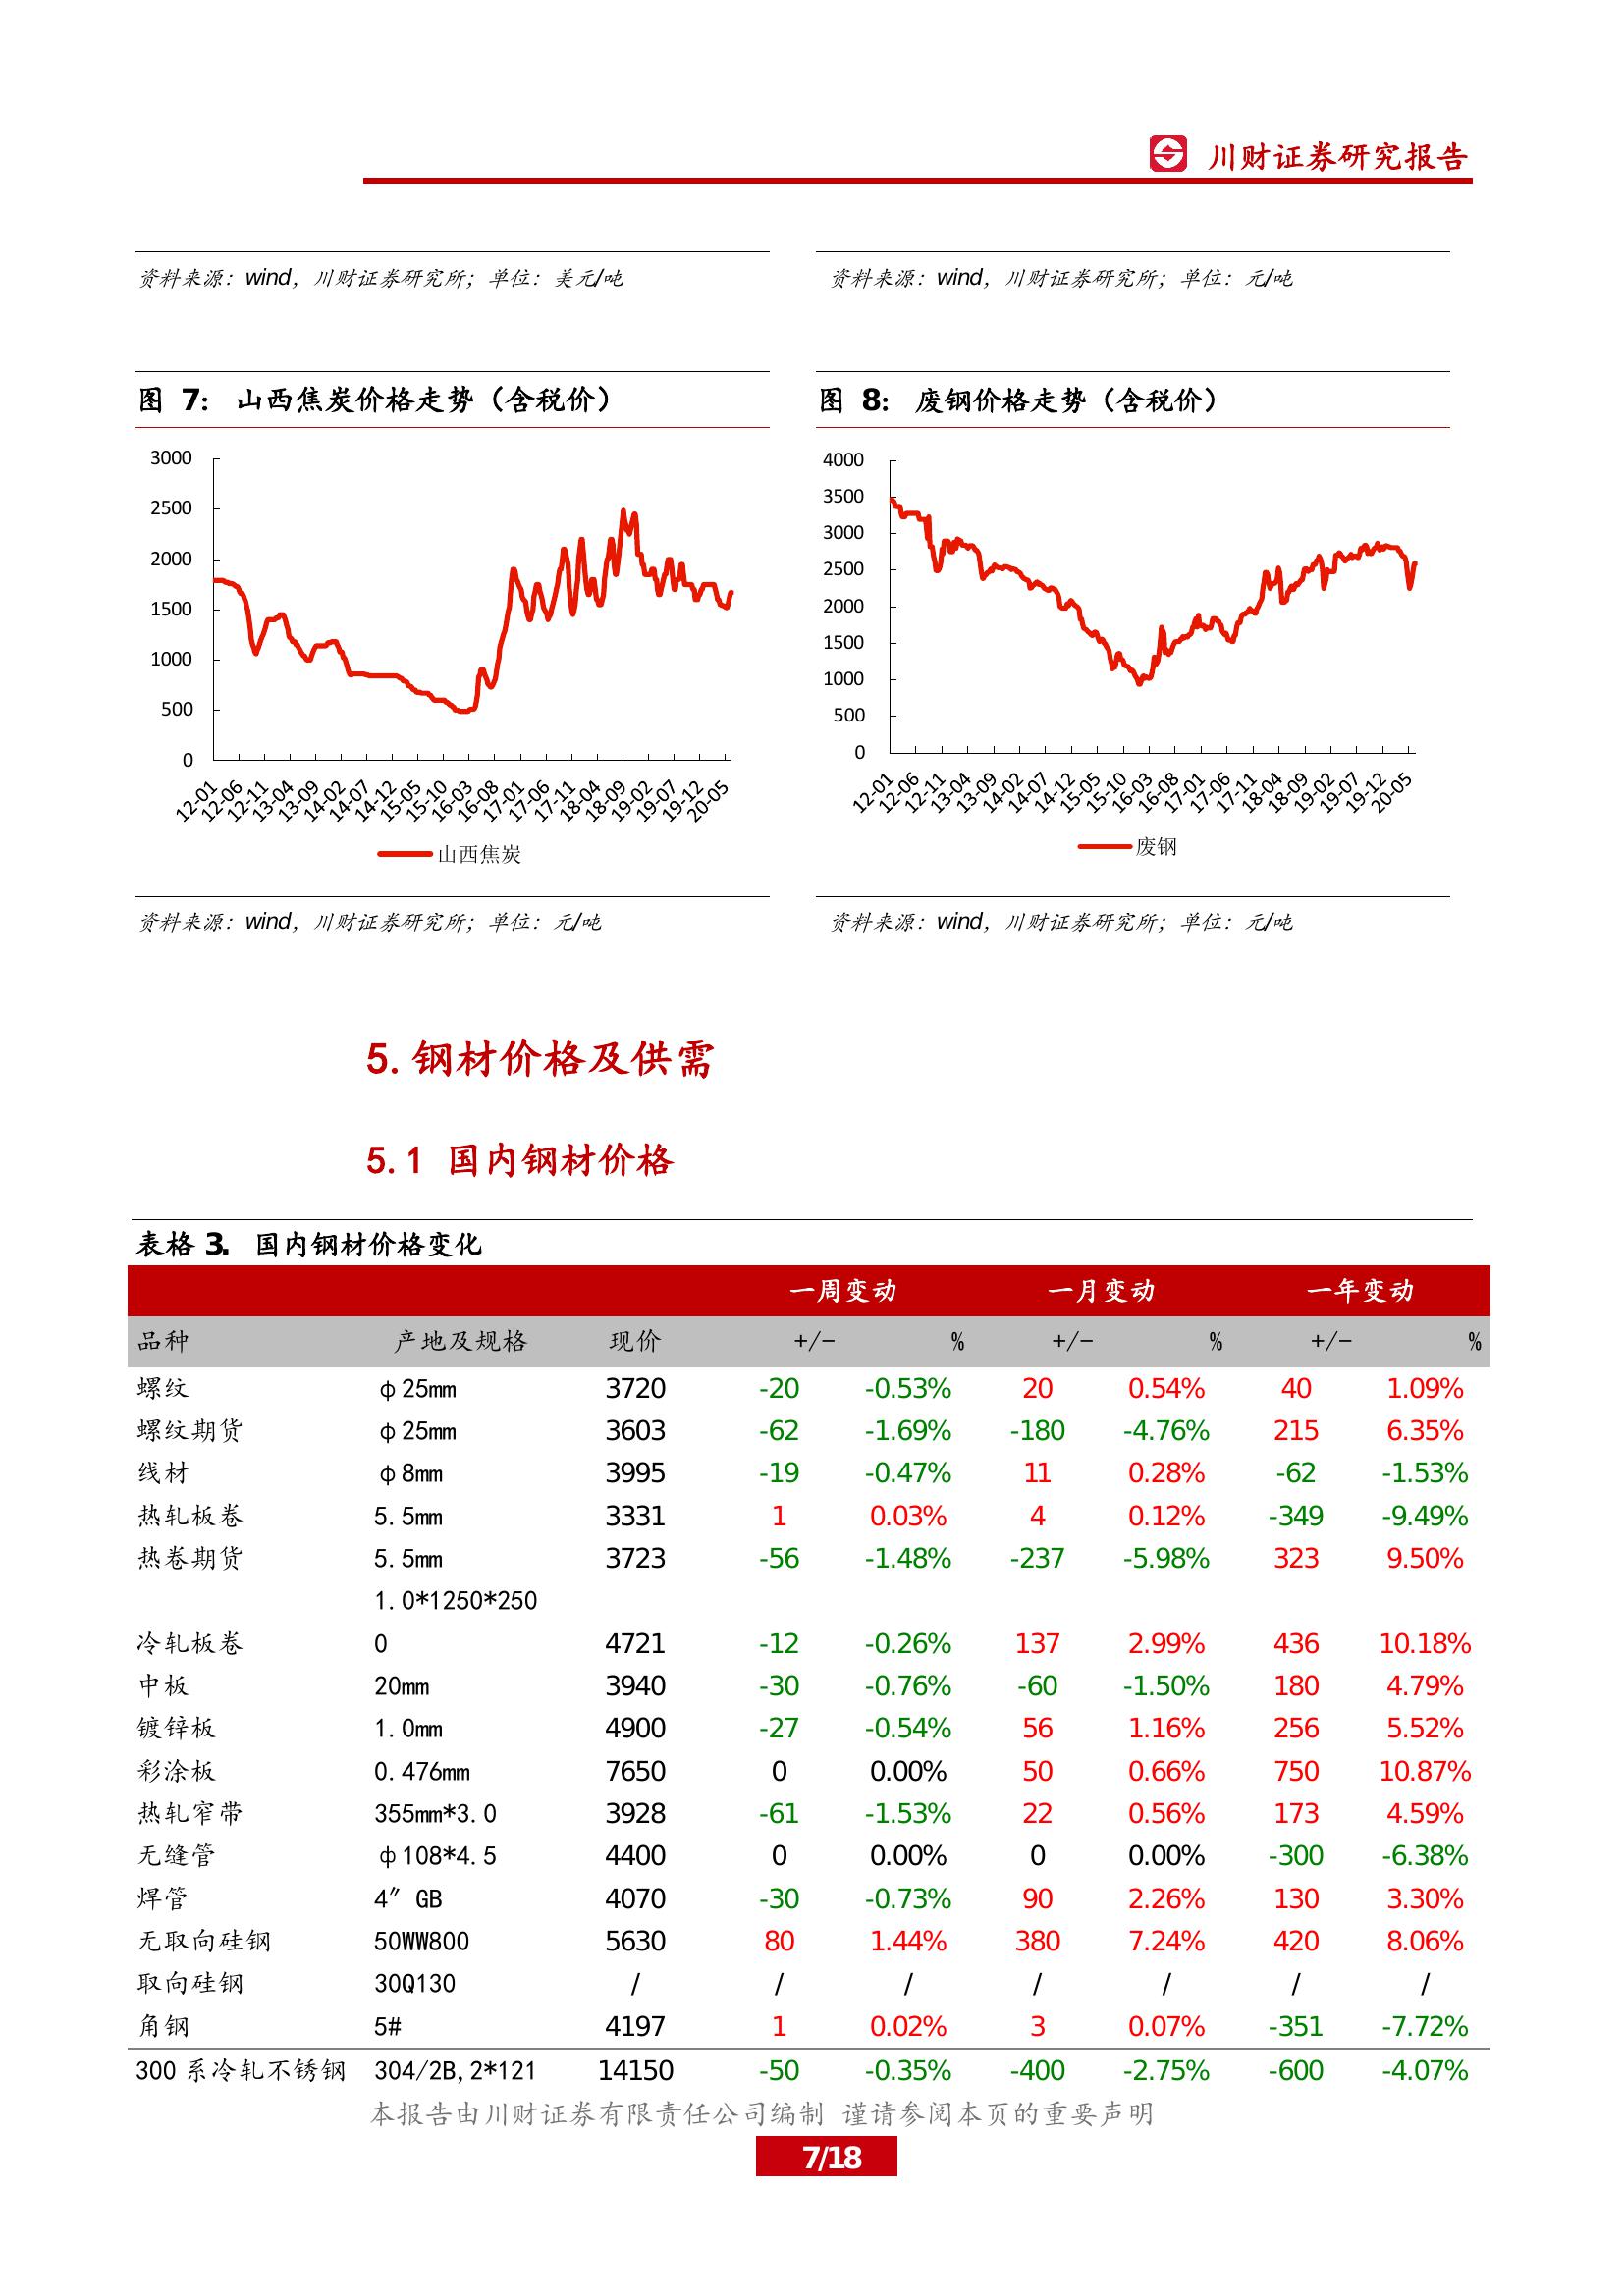 川财证券研究报告
资料来源：wind，川财证券研究所；单位：美元/吨
资料来源：wind，川财证券研究所；单位：元/吨
图 7： 山西焦炭价格走势（含税价）
3000
2500
2000
1500
1000
500
0
12-01 12-06 12-11 13-04 13-09 14-02 14-07 14-12 15-05 15-10 16-03 16-08 17-01 17-06 17-11 18-04 18-09 19-02 19-07 19-12 20-05
山西焦炭
资料来源：wind，川财证券研究所；单位：元/吨
图 8： 废钢价格走势（含税价）
4000
3500
3000
2500
2000
1500
1000
500
0
12-01 12-06 12-11 13-04 13-09 14-02 14-07 14-12 15-05 15-10 16-03 16-08 17-01 17-06 17-11 18-04 18-09 19-02 19-07 19-12 20-05
废钢
资料来源：wind，川财证券研究所；单位：元/吨
5.钢材价格及供需
5.1 国内钢材价格
表格 3. 国内钢材价格变化
一周变动 一月变动 一年变动
品种 产地及规格 现价 +/- % +/- % +/- %
螺纹 φ25mm 3720 -20 -0.53% 20 0.54% 40 1.09%
螺纹期货 φ25mm 3603 -62 -1.69% -180 -4.76% 215 6.35%
线材 φ8mm 3995 -19 -0.47% 11 0.28% -62 -1.53%
热轧板卷 5.5mm 3331 1 0.03% 4 0.12% -349 -9.49%
热卷期货 5.5mm 3723 -56 -1.48% -237 -5.98% 323 9.50%
1.0*1250*250
冷轧板卷 0 4721 -12 -0.26% 137 2.99% 436 10.18%
中板 20mm 3940 -30 -0.76% -60 -1.50% 180 4.79%
镀锌板 1.0mm 4900 -27 -0.54% 56 1.16% 256 5.52%
彩涂板 0.476mm 7650 0 0.00% 50 0.66% 750 10.87%
热轧窄带 355mm*3.0 3928 -61 -1.53% 22 0.56% 173 4.59%
无缝管 φ108*4.5 4400 0 0.00% 0 0.00% -300 -6.38%
焊管 4″ GB 4070 -30 -0.73% 90 2.26% 130 3.30%
无取向硅钢 50WW800 5630 80 1.44% 380 7.24% 420 8.06%
取向硅钢 30Q130 / / / / / / /
角钢 5# 4197 1 0.02% 3 0.07% -351 -7.72%
300 系冷轧不锈钢 304/2B,2*121 14150 -50 -0.35% -400 -2.75% -600 -4.07%
本报告由川财证券有限责任公司编制 谨请参阅本页的重要声明
7/18